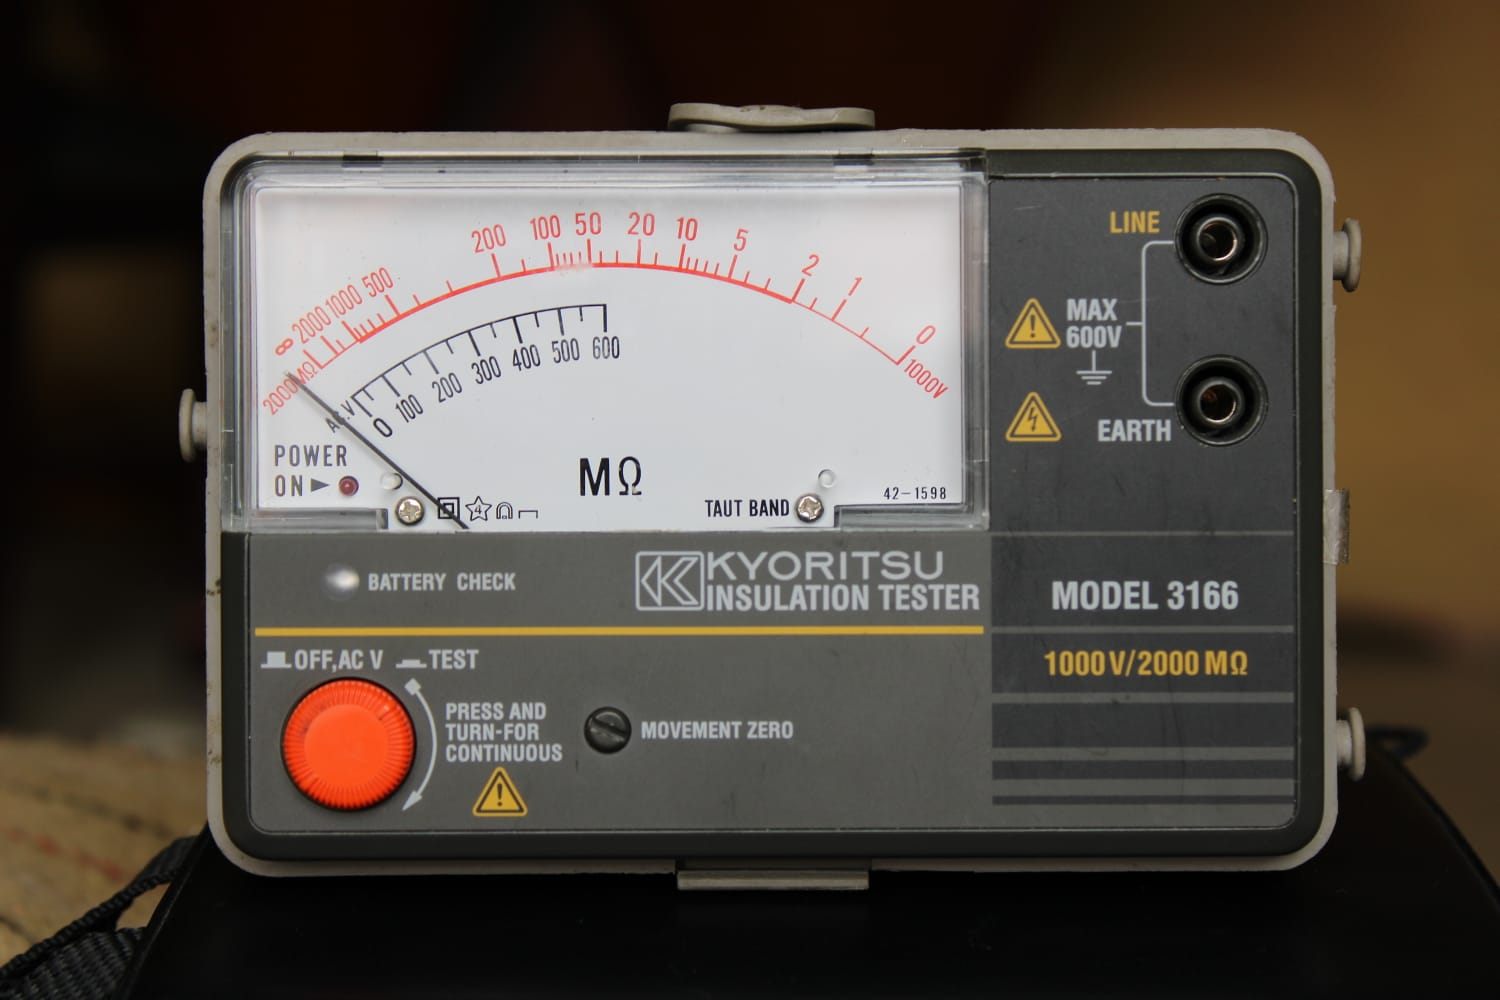 ∞ 2000 1000 500 200 100 50 20 10 5 2 1 0
2000MΩ
1000V
AC.V
0 100 200 300 400 500 600
POWER
ON
MΩ
4
TAUT BAND
42-1598
LINE
MAX
600V
EARTH
BATTERY CHECK
KYORITSU
INSULATION TESTER
MODEL 3166
1000V/2000MΩ
OFF,AC V TEST
PRESS AND
TURN-FOR
CONTINUOUS
MOVEMENT ZERO